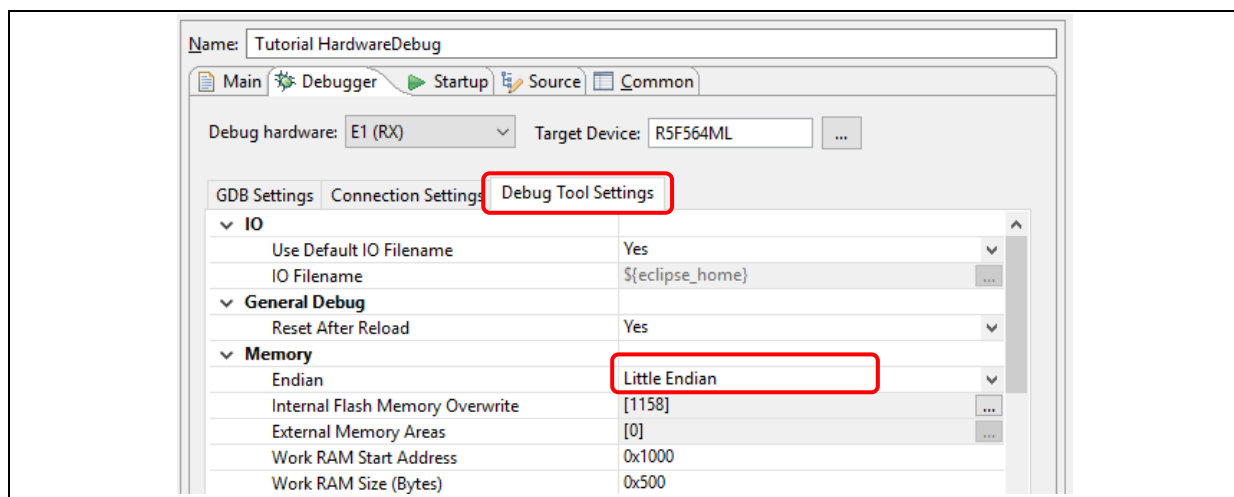 Name: Tutorial HardwareDebug
Main Debugger Startup Source Common
Debug hardware: E1 (RX) Target Device: R5F564ML ...
GDB Settings Connection Settings Debug Tool Settings
IO
Use Default IO Filename Yes
IO Filename ${eclipse_home} ...
General Debug
Reset After Reload Yes
Memory
Endian Little Endian
Internal Flash Memory Overwrite [1158] ...
External Memory Areas [0] ...
Work RAM Start Address 0x1000
Work RAM Size (Bytes) 0x500